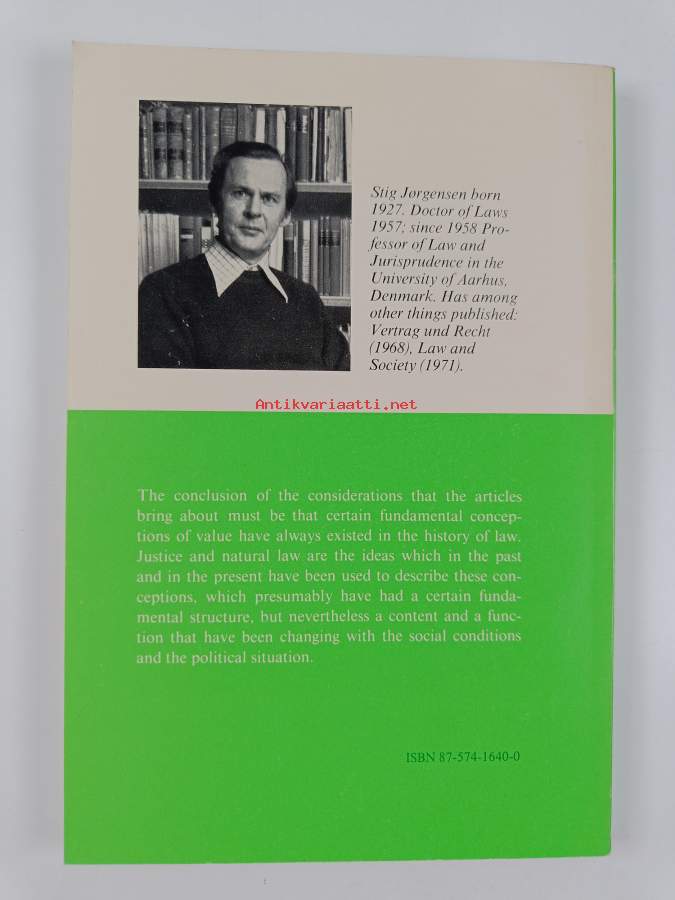 Stig Jørgensen born
1927. Doctor of Laws
1957; since 1958 Pro-
fessor of Law and
Jurisprudence in the
University of Aarhus,
Denmark. Has among
other things published:
Vertrag und Recht
(1968), Law and
Society (1971).
Antikvariaatti.net
The conclusion of the considerations that the articles
bring about must be that certain fundamental concep-
tions of value have always existed in the history of law.
Justice and natural law are the ideas which in the past
and in the present have been used to describe these con-
ceptions, which presumably have had a certain funda-
mental structure, but nevertheless a content and a func-
tion that have been changing with the social conditions
and the political situation.
ISBN 87-574-1640-0